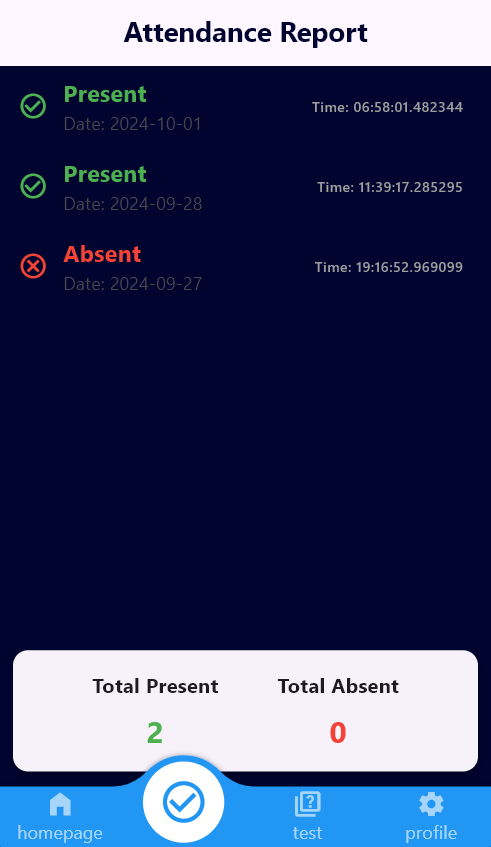 Attendance Report
Present
Time: 06:58:01.482344
Date: 2024-10-01
Present
Time: 11:39:17.285295
Date: 2024-09-28
Absent
Time: 19:16:52.969099
Date: 2024-09-27
Total Present
Total Absent
2
0
homepage
test
profile